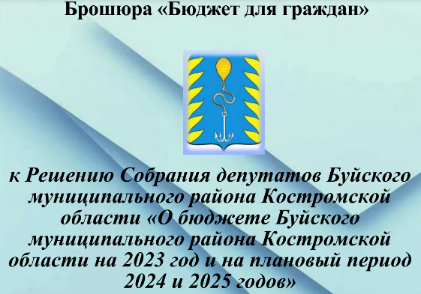 Брошюра «Бюджет для граждан»
к Решению Собрания депутатов Буйского
муниципального района Костромской
области «О бюджете Буйского
муниципального района Костромской
области на 2023 год и на плановый период
2024 и 2025 годов»